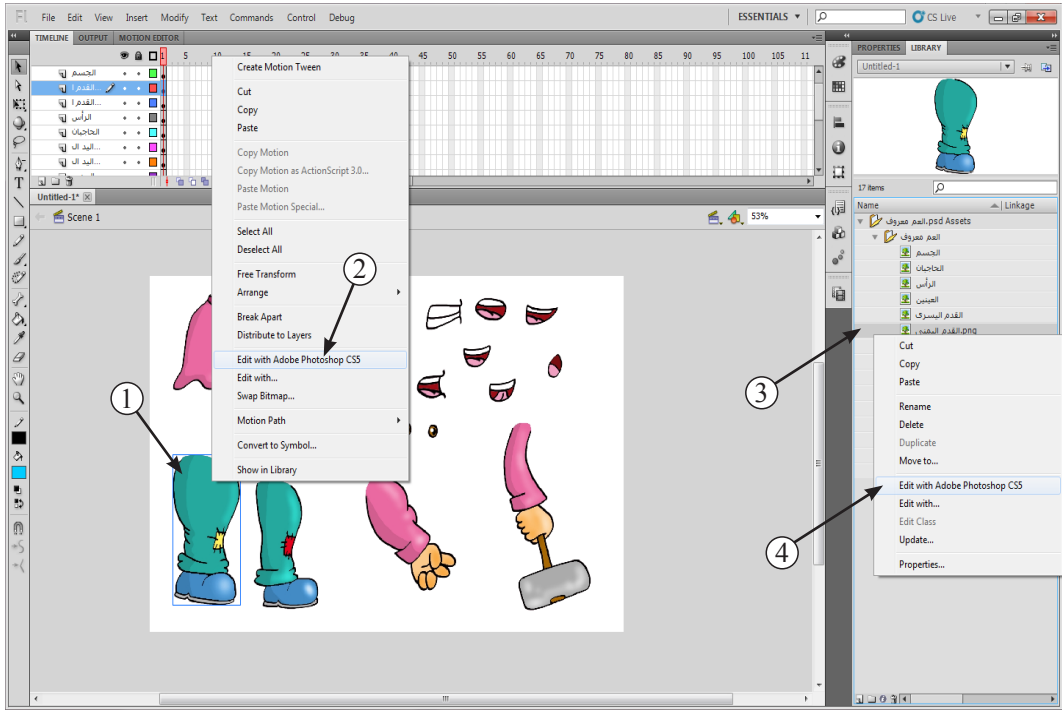 Fl File Edit View Insert Modify Text Commands Control Debug ESSENTIALS CS Live
TIMELINE OUTPUT MOTION EDITOR
1 5 10 15 20 25 30 35 40 45 50 55 60 65 70 75 80 85 90 95 100 105 11
الجسم
القدم ا...
القدم ا...
الرأس
الحاجبان
اليد ال...
اليد ال...
Untitled-1*
Scene 1
53%
Create Motion Tween
Cut
Copy
Paste
Copy Motion
Copy Motion as ActionScript 3.0...
Paste Motion
Paste Motion Special...
Select All
Deselect All
Free Transform
Arrange
Break Apart
Distribute to Layers
Edit with Adobe Photoshop CS5
Edit with...
Swap Bitmap...
Motion Path
Convert to Symbol...
Show in Library
1
2
3
4
PROPERTIES LIBRARY
Untitled-1
17 items
Name Linkage
العم معروف.psd Assets
العم معروف
الجسم
الحاجبان
الرأس
العينين
القدم اليسرى
القدم اليمنى.png
Cut
Copy
Paste
Rename
Delete
Duplicate
Move to...
Edit with Adobe Photoshop CS5
Edit with...
Edit Class
Update...
Properties...